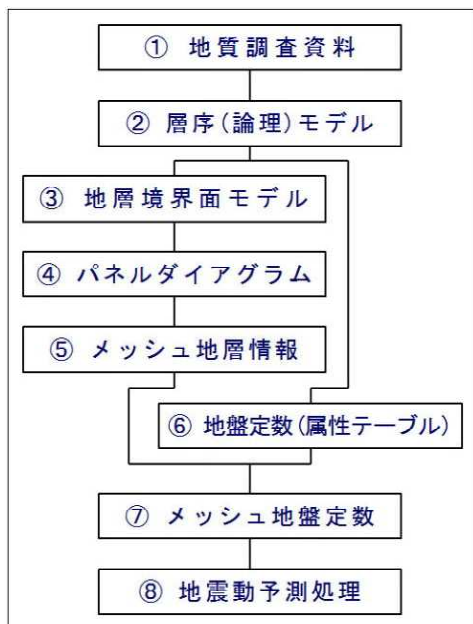 ① 地質調査資料
② 層序(論理)モデル
③ 地層境界面モデル
④ パネルダイアグラム
⑤ メッシュ地層情報
⑥ 地盤定数(属性テーブル)
⑦ メッシュ地盤定数
⑧ 地震動予測処理